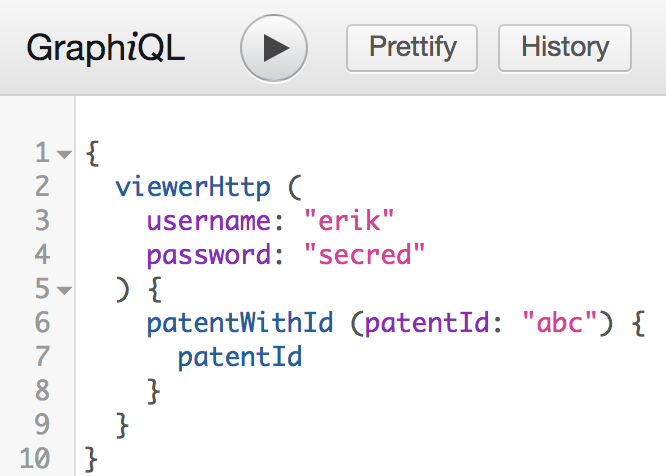 GraphiQL Prettify History
1 {
2 viewerHttp (
3 username: "erik"
4 password: "secred"
5 ) {
6 patentWithId (patentId: "abc") {
7 patentId
8 }
9 }
10 }